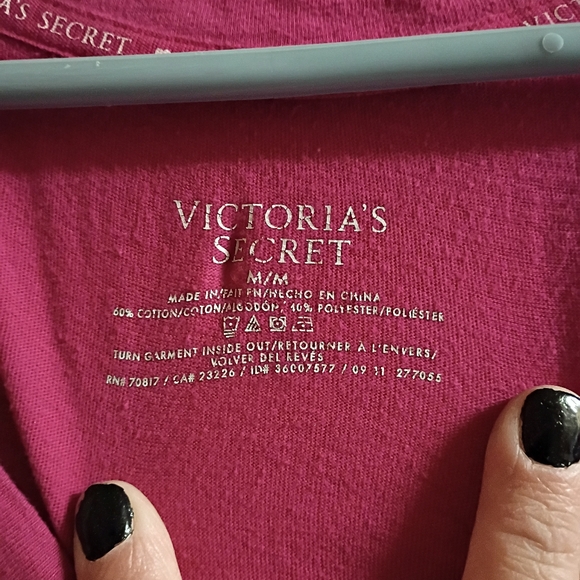 A'S SECRET
VICT
VICTORIA'S
SECRET
M/M
MADE IN/FAIT EN/HECHO EN CHINA
60% COTTON/COTON/ALGODÓN, 40% POLYESTER/POLIÉSTER
TURN GARMENT INSIDE OUT/RETOURNER À L'ENVERS/
VOLVER DEL REVÉS
RN# 70817 / CA# 23226 / ID# 36007577 / 09 11 277055